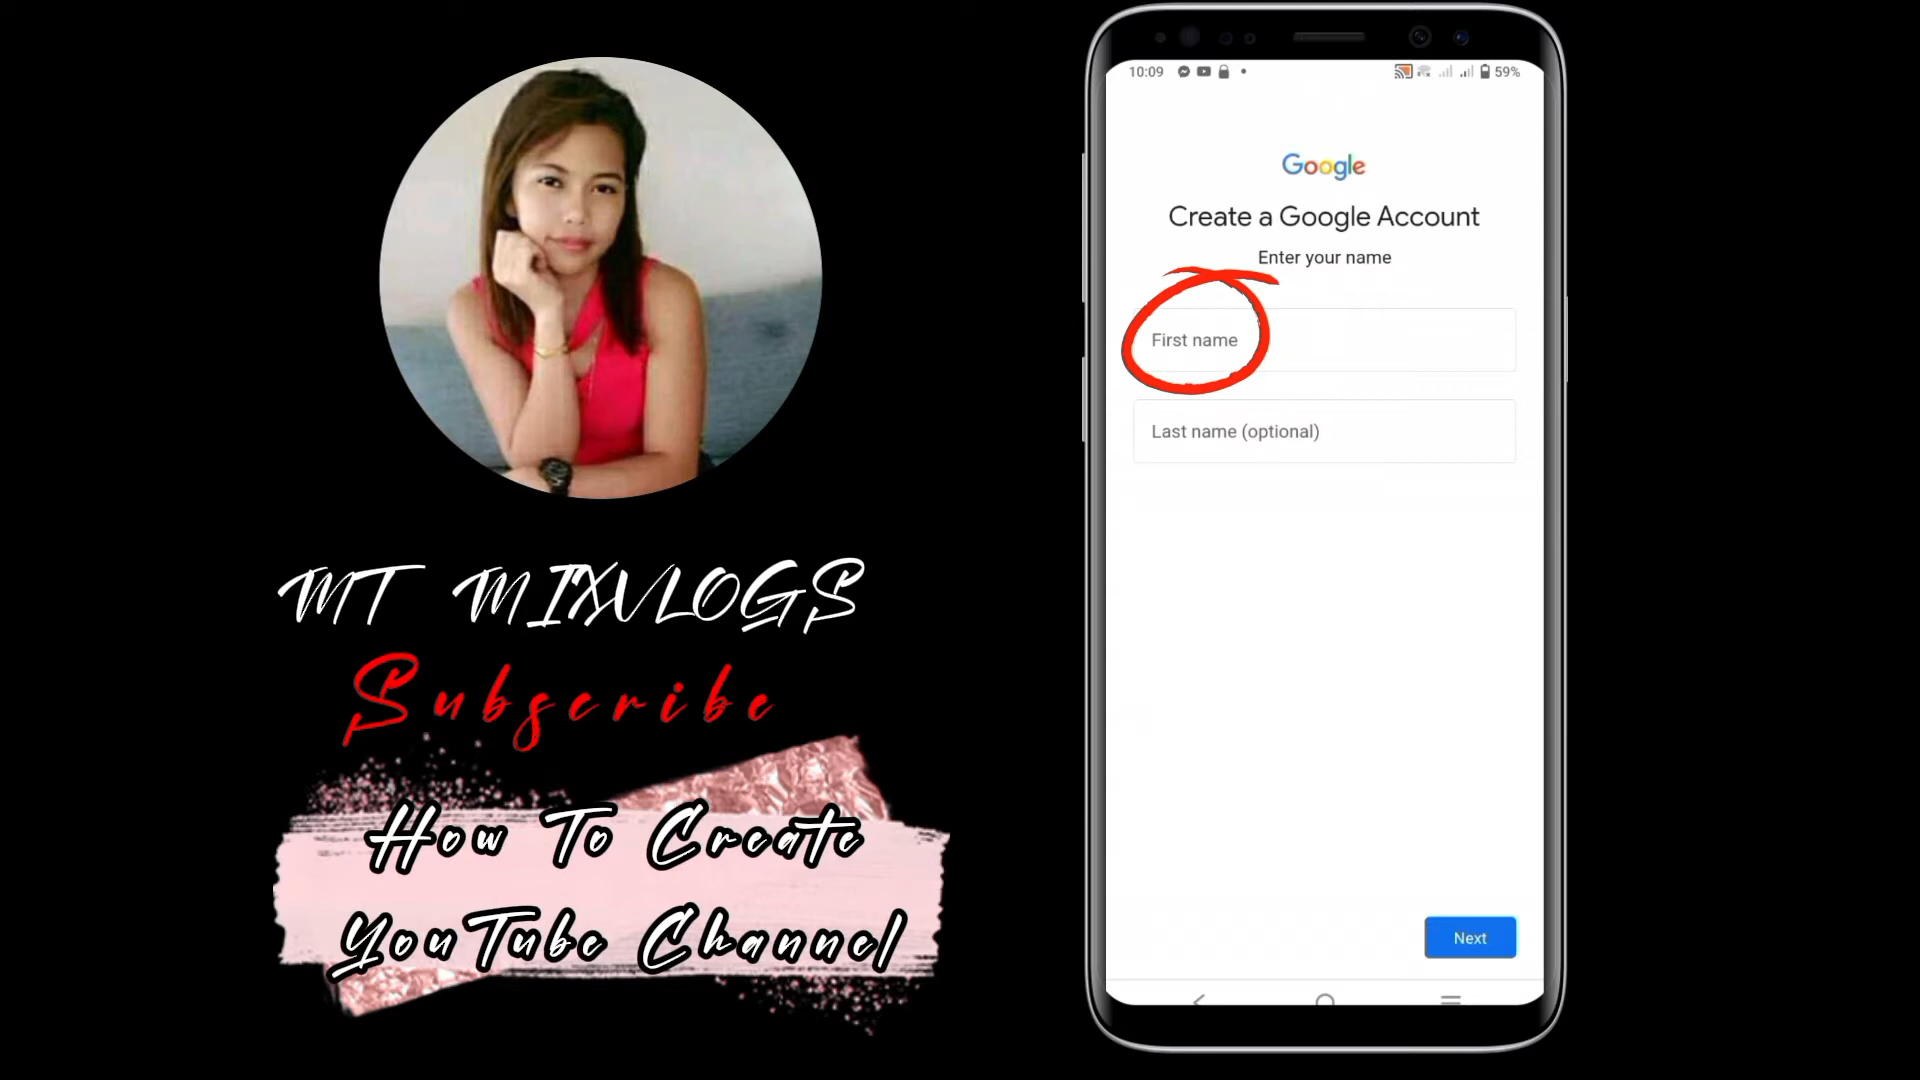 MT MIXVLOGS
Subscribe
How To Create
YouTube Channel
10:09
59%
Google
Create a Google Account
Enter your name
First name
Last name (optional)
Next